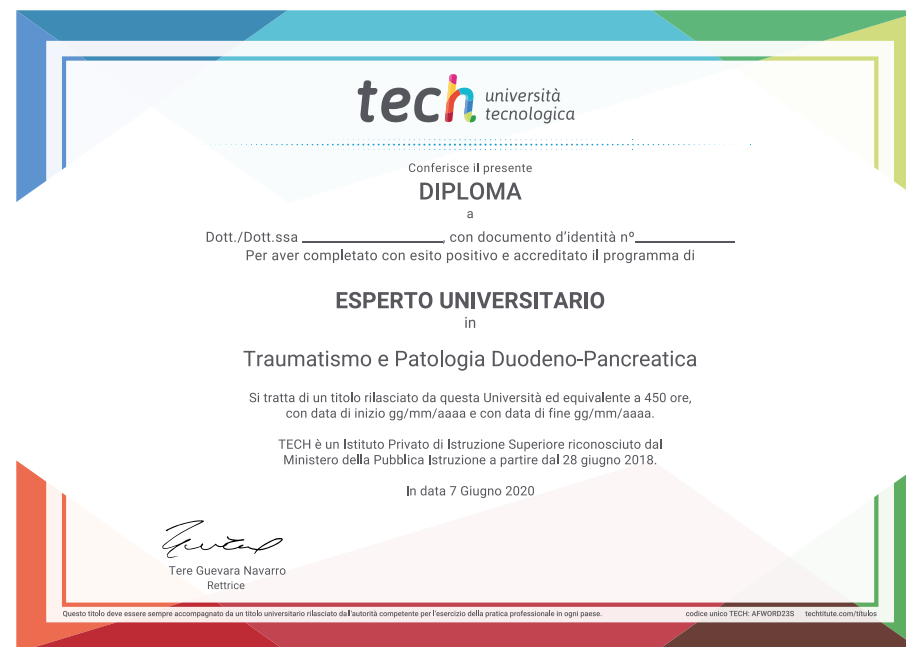 tech università
tecnologica
Conferisce il presente
DIPLOMA
a
Dott./Dott.ssa _________________, con documento d'identità nº____________
Per aver completato con esito positivo e accreditato il programma di
ESPERTO UNIVERSITARIO
in
Traumatismo e Patologia Duodeno-Pancreatica
Si tratta di un titolo rilasciato da questa Università ed equivalente a 450 ore,
con data di inizio gg/mm/aaaa e con data di fine gg/mm/aaaa.
TECH è un Istituto Privato di Istruzione Superiore riconosciuto dal
Ministero della Pubblica Istruzione a partire dal 28 giugno 2018.
In data 7 Giugno 2020
Tere Guevara Navarro
Rettrice
Questo titolo deve essere sempre accompagnato da un titolo universitario rilasciato dall'autorità competente per l'esercizio della pratica professionale in ogni paese. codice unico TECH: AFWORD23S techtitute.com/titulos